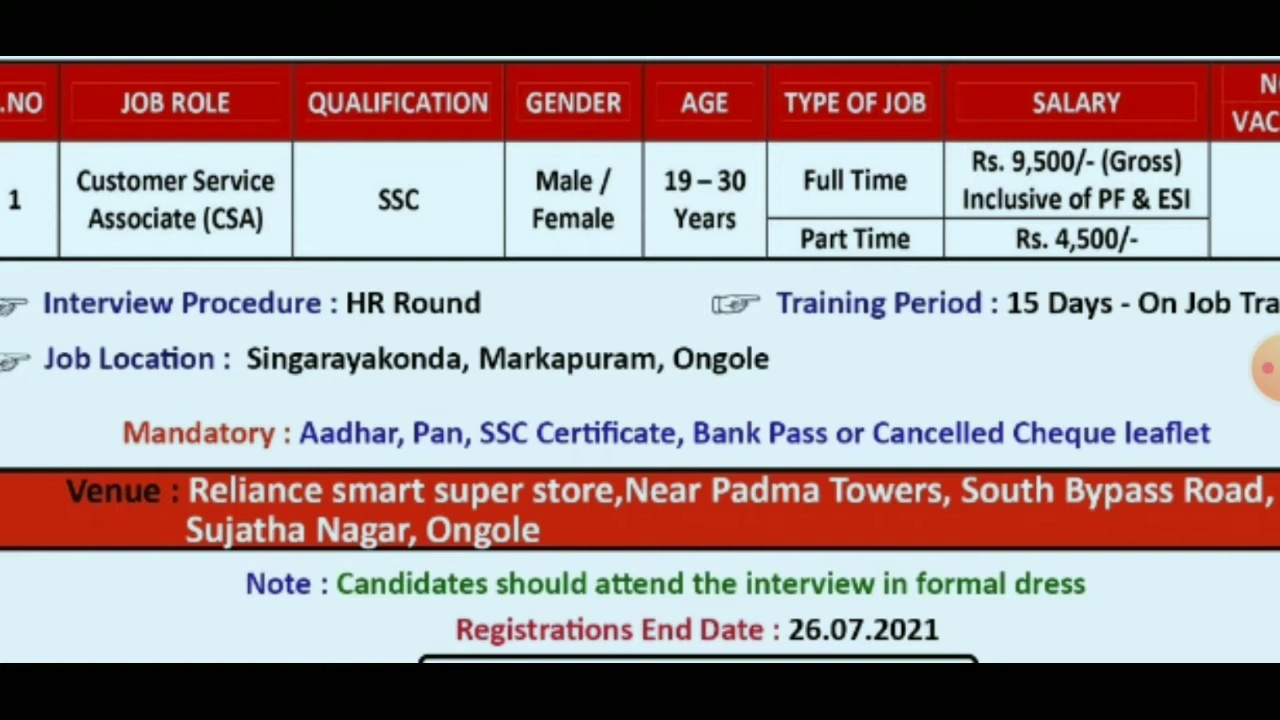 .NO JOB ROLE QUALIFICATION GENDER AGE TYPE OF JOB SALARY
1 Customer Service Associate (CSA) SSC Male / Female 19 – 30 Years Full Time Rs. 9,500/- (Gross) Inclusive of PF & ESI
Part Time Rs. 4,500/-
Interview Procedure : HR Round Training Period : 15 Days - On Job Tra
Job Location : Singarayakonda, Markapuram, Ongole
Mandatory : Aadhar, Pan, SSC Certificate, Bank Pass or Cancelled Cheque leaflet
Venue : Reliance smart super store,Near Padma Towers, South Bypass Road,
Sujatha Nagar, Ongole
Note : Candidates should attend the interview in formal dress
Registrations End Date : 26.07.2021